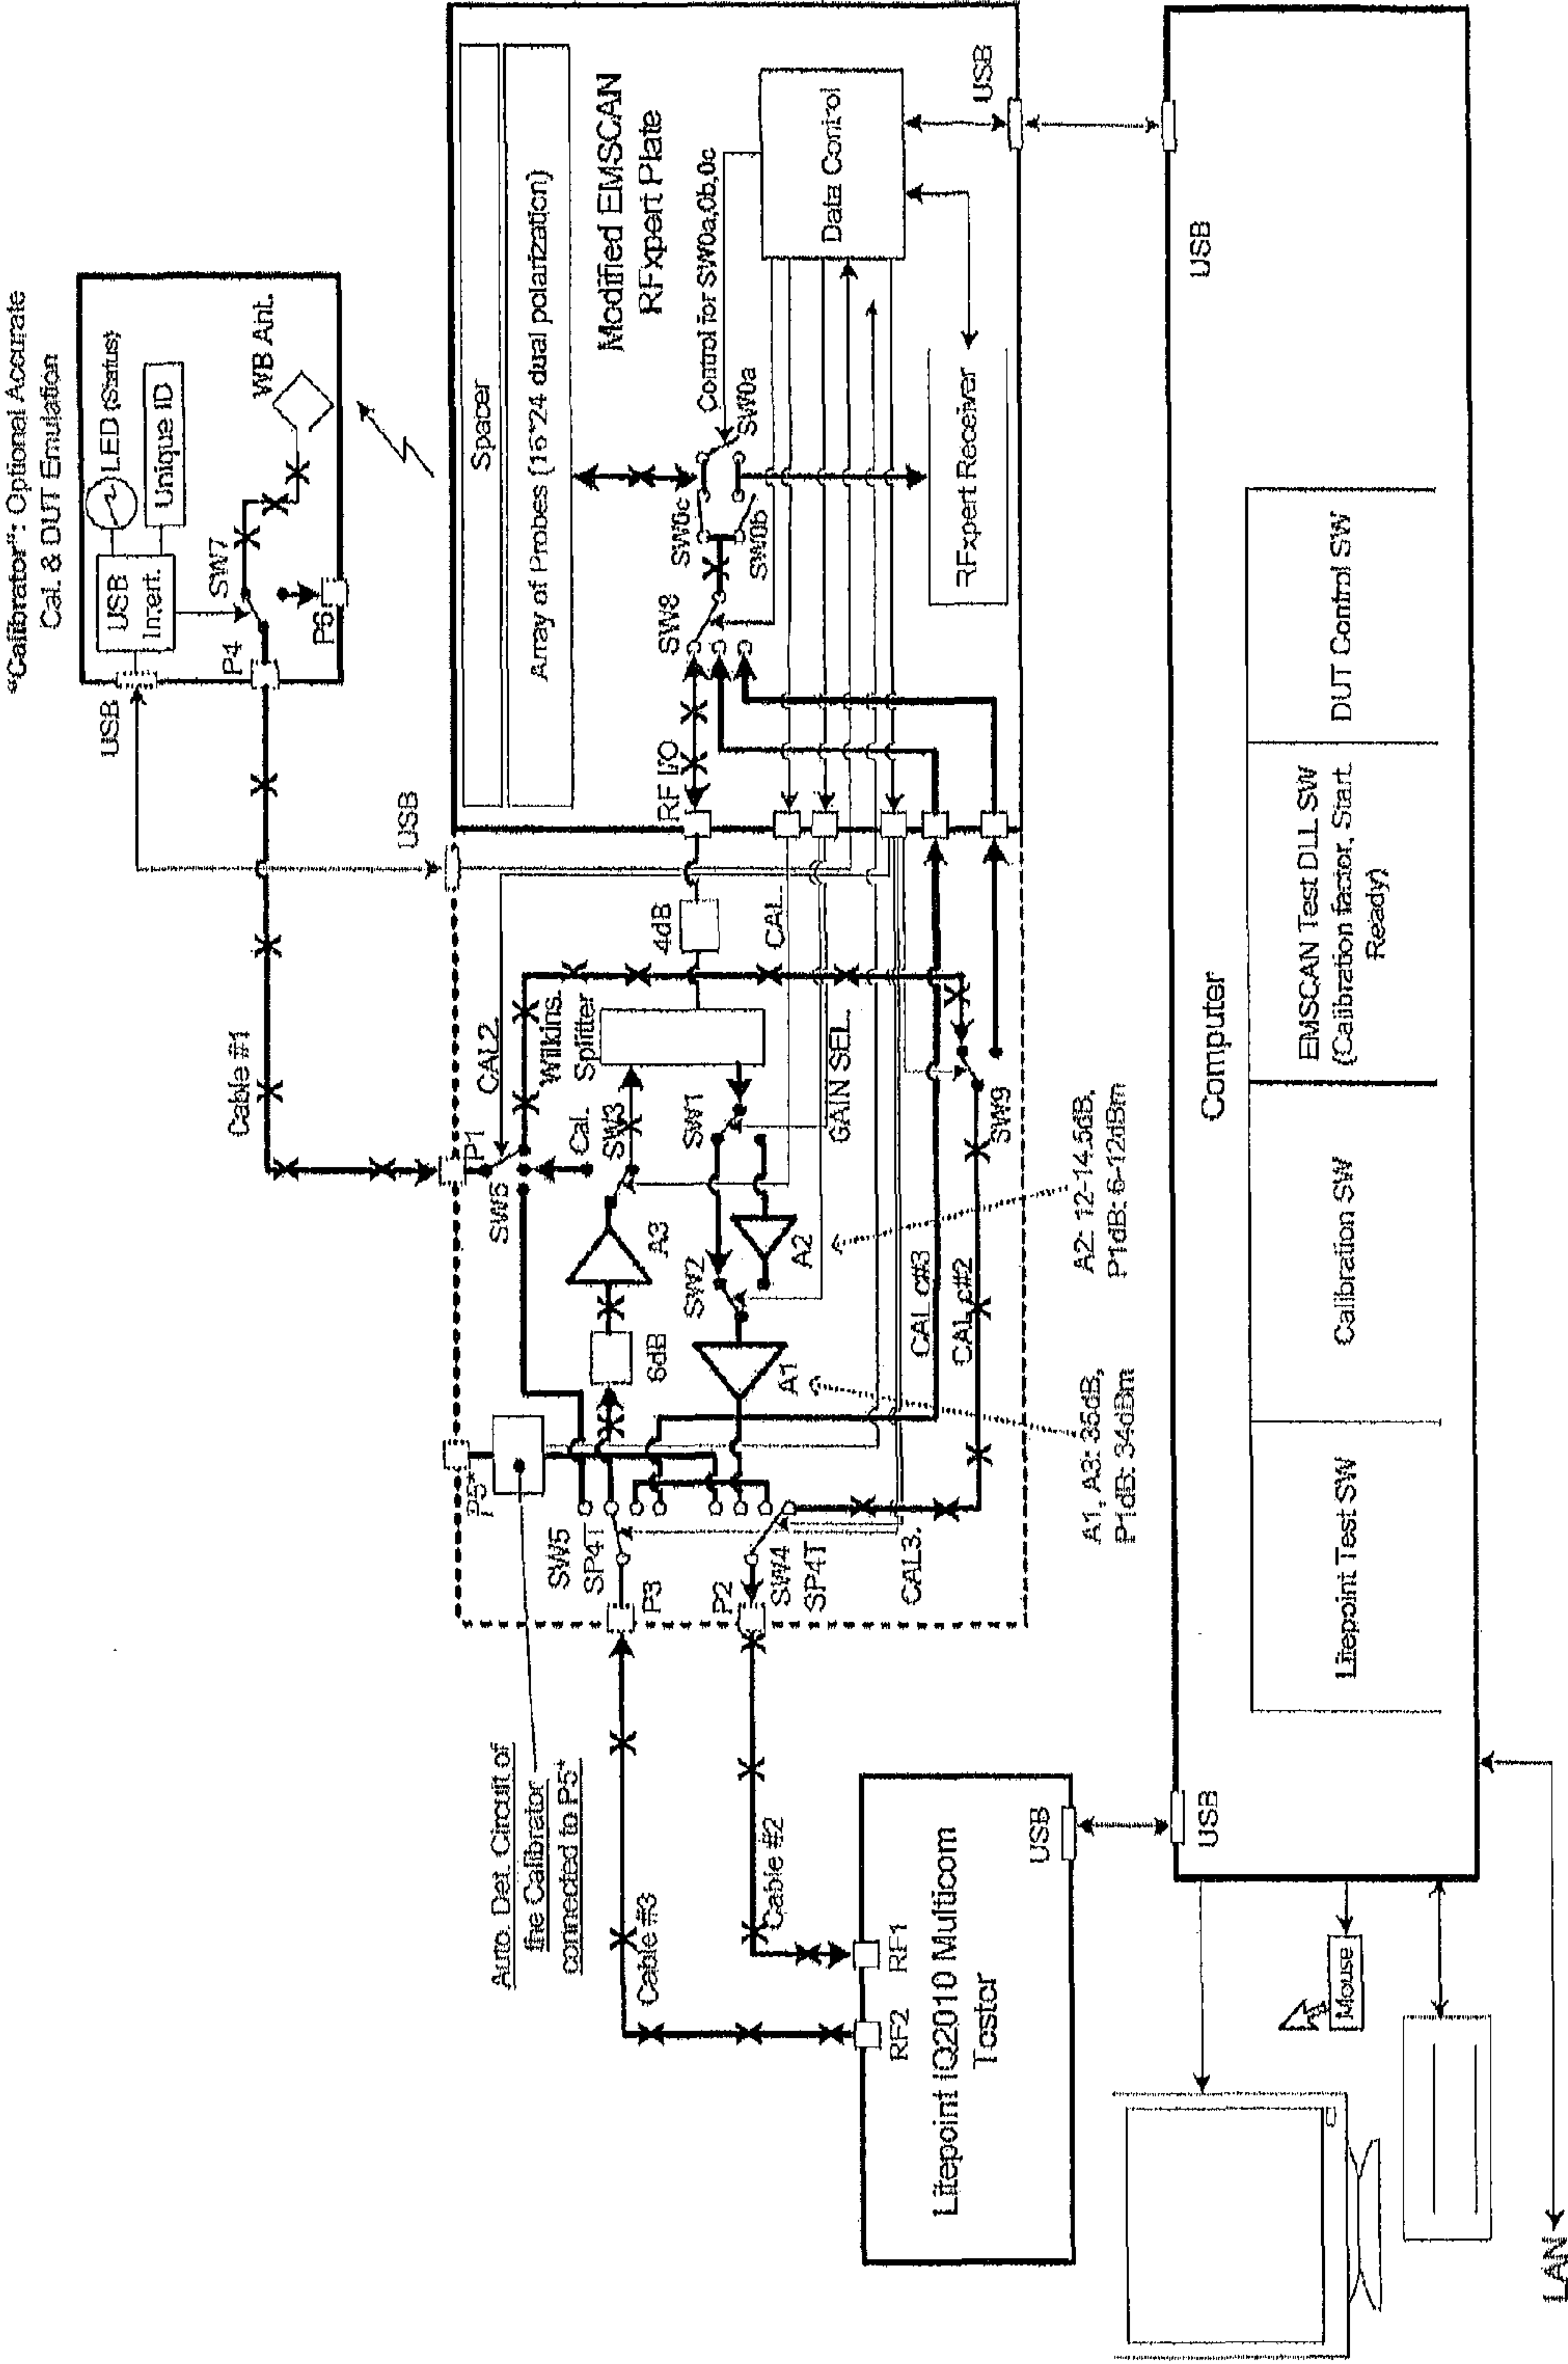 "Calibrator": Optional Accurate
Cal. & DUT Emulation
LED (Status)
Unique ID
USB
Intert.
SW7
WB Ant.
P4
P6
USB
Cable #1
USB
Spacer
Array of Probes (16*24 dual polarization)
Modified EMSCAN
RFxpert Plate
Control for SW0a,0b,0c
SW0a
SW0c
SW0b
SW8
RF I/O
Data Control
RFxpert Receiver
USB
4dB
CAL.
CAL2.
P1
SW6
Wilkins.
Splitter
Cal.
SW3
A3
6dB
SW1
SW2
A2
A1
GAIN SEL.
SW9
CAL c#3
CAL c#2
P5*
SW5
SP4T
P3
P2
SW4
SP4T
CAL3.
A2: 12-14.5dB,
P1dB: 6-12dBm
A1, A3: 35dB,
P1dB: 34dBm
Auto. Det. Circuit of
the Calibrator
connected to P5*
Cable #3
Cable #2
RF2
RF1
Litepoint IQ2010 Multicom
Tester
USB
USB
USB
Computer
Litepoint Test SW
Calibration SW
EMSCAN Test DLL SW
(Calibration factor, Start.
Ready)
DUT Control SW
Mouse
LAN